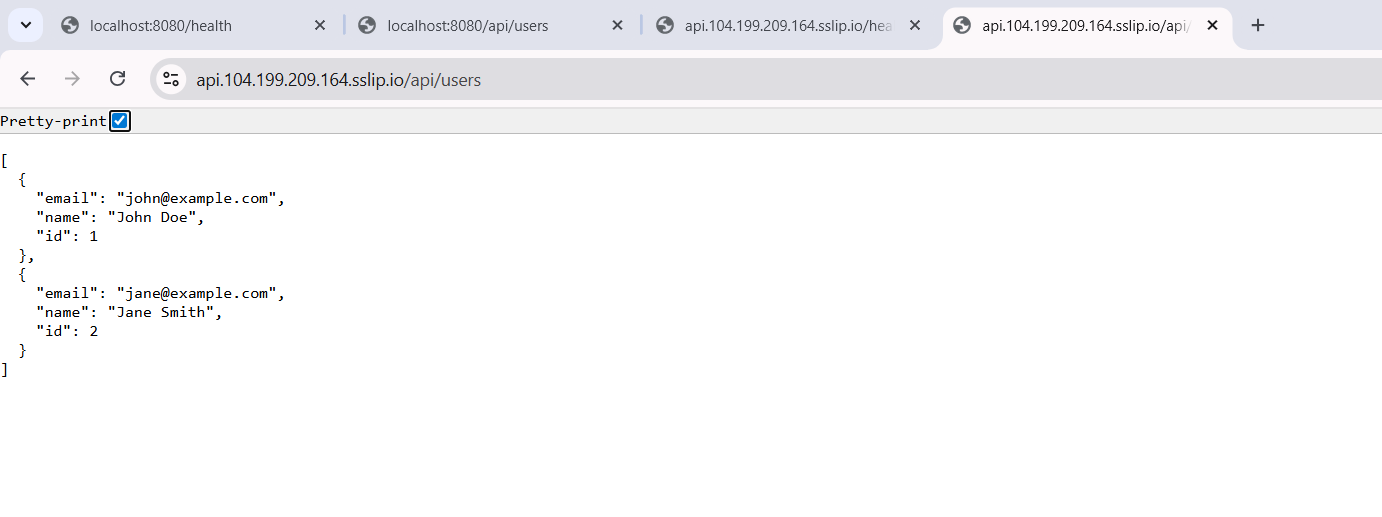 localhost:8080/health
localhost:8080/api/users
api.104.199.209.164.sslip.io/hea
api.104.199.209.164.sslip.io/api/
api.104.199.209.164.sslip.io/api/users
Pretty-print
[
  {
    "email": "john@example.com",
    "name": "John Doe",
    "id": 1
  },
  {
    "email": "jane@example.com",
    "name": "Jane Smith",
    "id": 2
  }
]